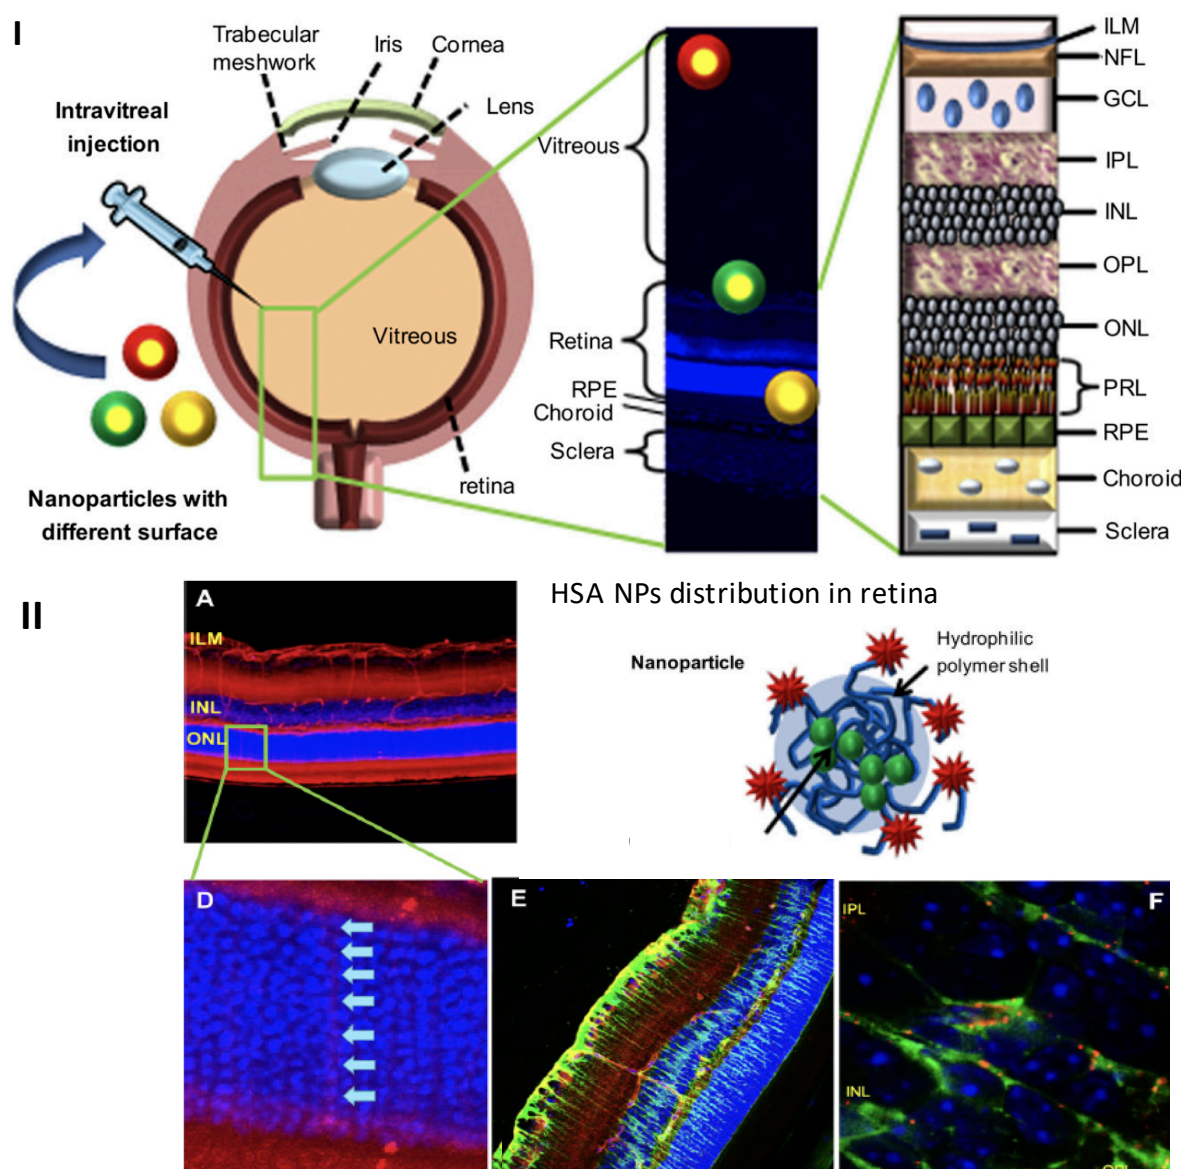 I
Trabecular
meshwork
Iris
Cornea
Lens
Intravitreal
injection
Vitreous
retina
Nanoparticles with
different surface
Vitreous
Retina
RPE
Choroid
Sclera
ILM
NFL
GCL
IPL
INL
OPL
ONL
PRL
RPE
Choroid
Sclera
II
HSA NPs distribution in retina
A
ILM
INL
ONL
Nanoparticle
Hydrophilic
polymer shell
D
E
F
IPL
INL